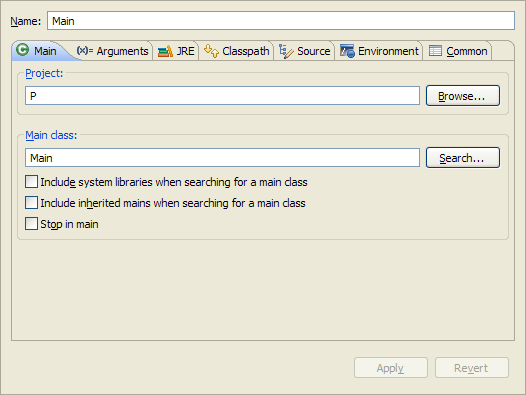 Name: Main
Main (x)= Arguments JRE Classpath Source Environment Common
Project:
P Browse...
Main class:
Main Search...
Include system libraries when searching for a main class
Include inherited mains when searching for a main class
Stop in main
Apply Revert